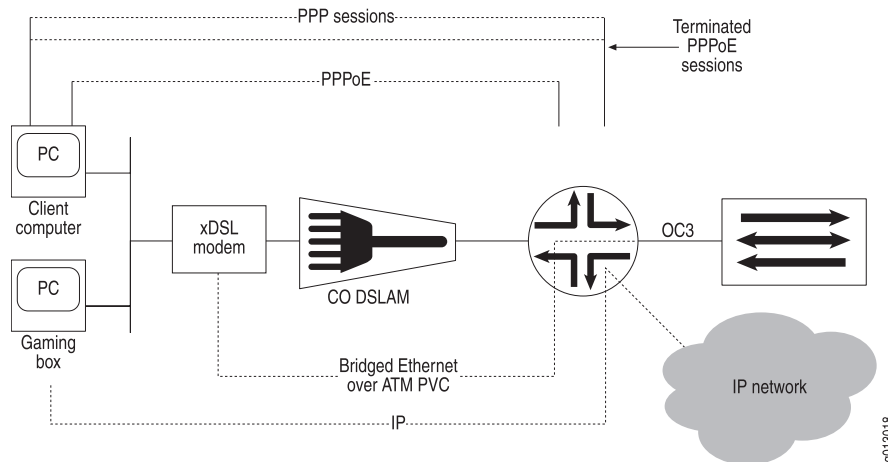 PPP sessions
Terminated
PPPoE
sessions
PPPoE
PC
Client
computer
xDSL
modem
CO DSLAM
OC3
PC
Gaming
box
Bridged Ethernet
over ATM PVC
IP network
IP
g013018